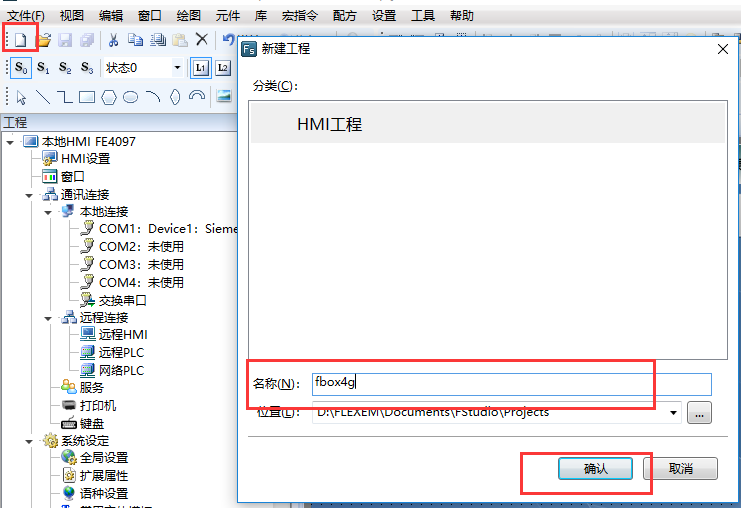 文件(F) 视图 编辑 窗口 绘图 元件 库 宏指令 配方 设置 工具 帮助
S0 S1 S2 S3 状态0 L1 L2
工程
本地HMI FE4097
HMI设置
窗口
通讯连接
本地连接
COM1：Device1：Sieme
COM2：未使用
COM3：未使用
COM4：未使用
交换串口
远程连接
远程HMI
远程PLC
网络PLC
服务
打印机
键盘
系统设定
全局设置
扩展属性
语种设置
Fs 新建工程
分类(C)：
HMI工程
名称(N)： fbox4g
位置(L)： D:\FLEXEM\Documents\FStudio\Projects ...
确认 取消